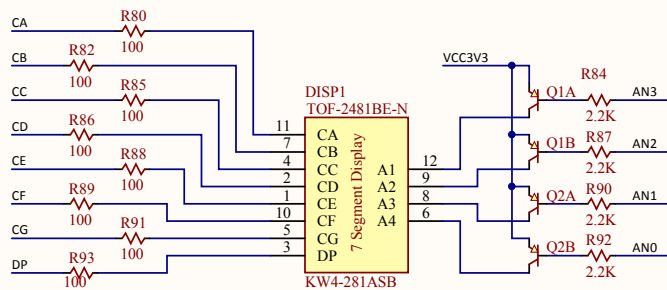 CA
R80
100
CB
R82
100
CC
R85
100
CD
R86
100
CE
R88
100
CF
R89
100
CG
R91
100
DP
R93
100
DISP1
TOF-2481BE-N
11 CA
7 CB
4 CC
2 CD
1 CE
10 CF
5 CG
3 DP
7 Segment Display
A1 12
A2 9
A3 8
A4 6
KW4-281ASB
VCC3V3
Q1A
R84
2.2K
AN3
Q1B
R87
2.2K
AN2
Q2A
R90
2.2K
AN1
Q2B
R92
2.2K
AN0